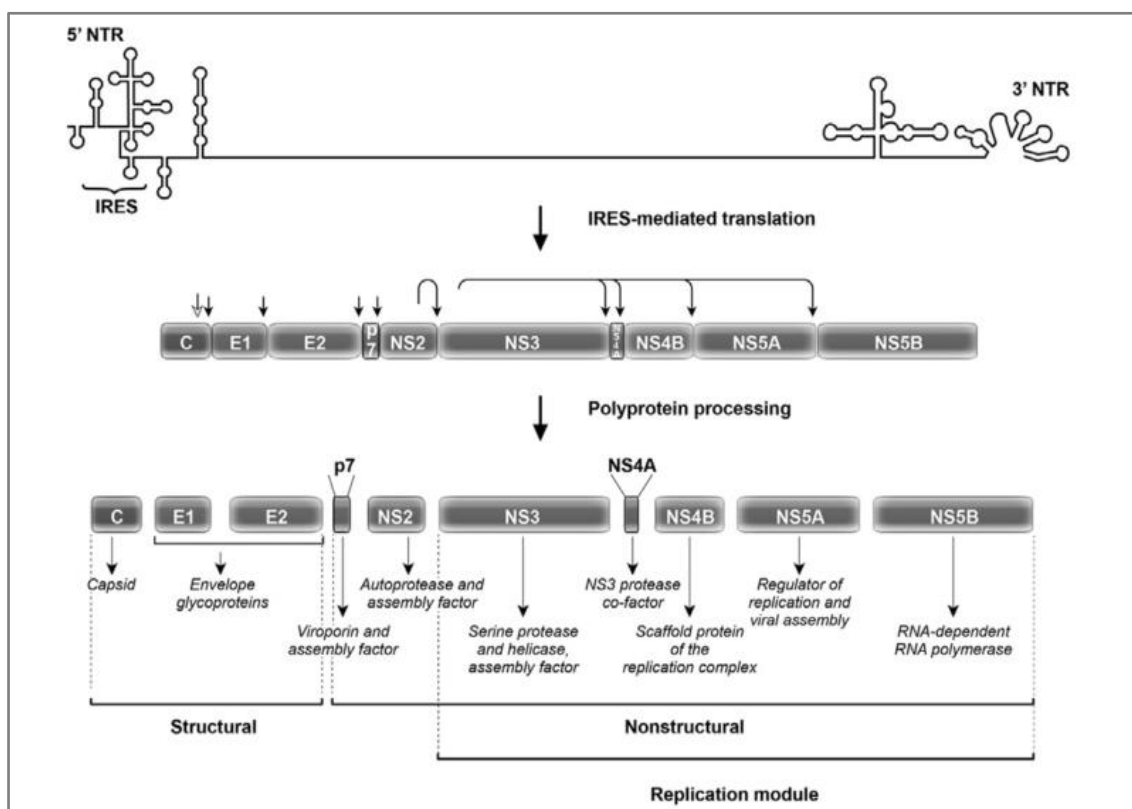 5' NTR
3' NTR
IRES
IRES-mediated translation
C E1 E2 p7 NS2 NS3 NS4A NS4B NS5A NS5B
Polyprotein processing
p7 NS4A
C E1 E2 NS2 NS3 NS4B NS5A NS5B
Capsid
Envelope
glycoproteins
Viroporin and
assembly factor
Autoprotease and
assembly factor
Serine protease
and helicase,
assembly factor
NS3 protease
co-factor
Scaffold protein
of the
replication complex
Regulator of
replication and
viral assembly
RNA-dependent
RNA polymerase
Structural
Nonstructural
Replication module